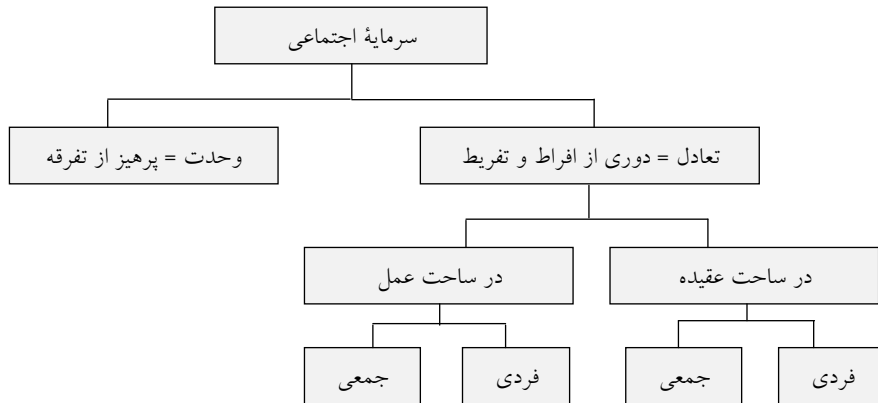 سرمایۀ اجتماعی
تعادل = دوری از افراط و تفریط
وحدت = پرهیز از تفرقه
در ساحت عقیده
در ساحت عمل
فردی
جمعی
فردی
جمعی